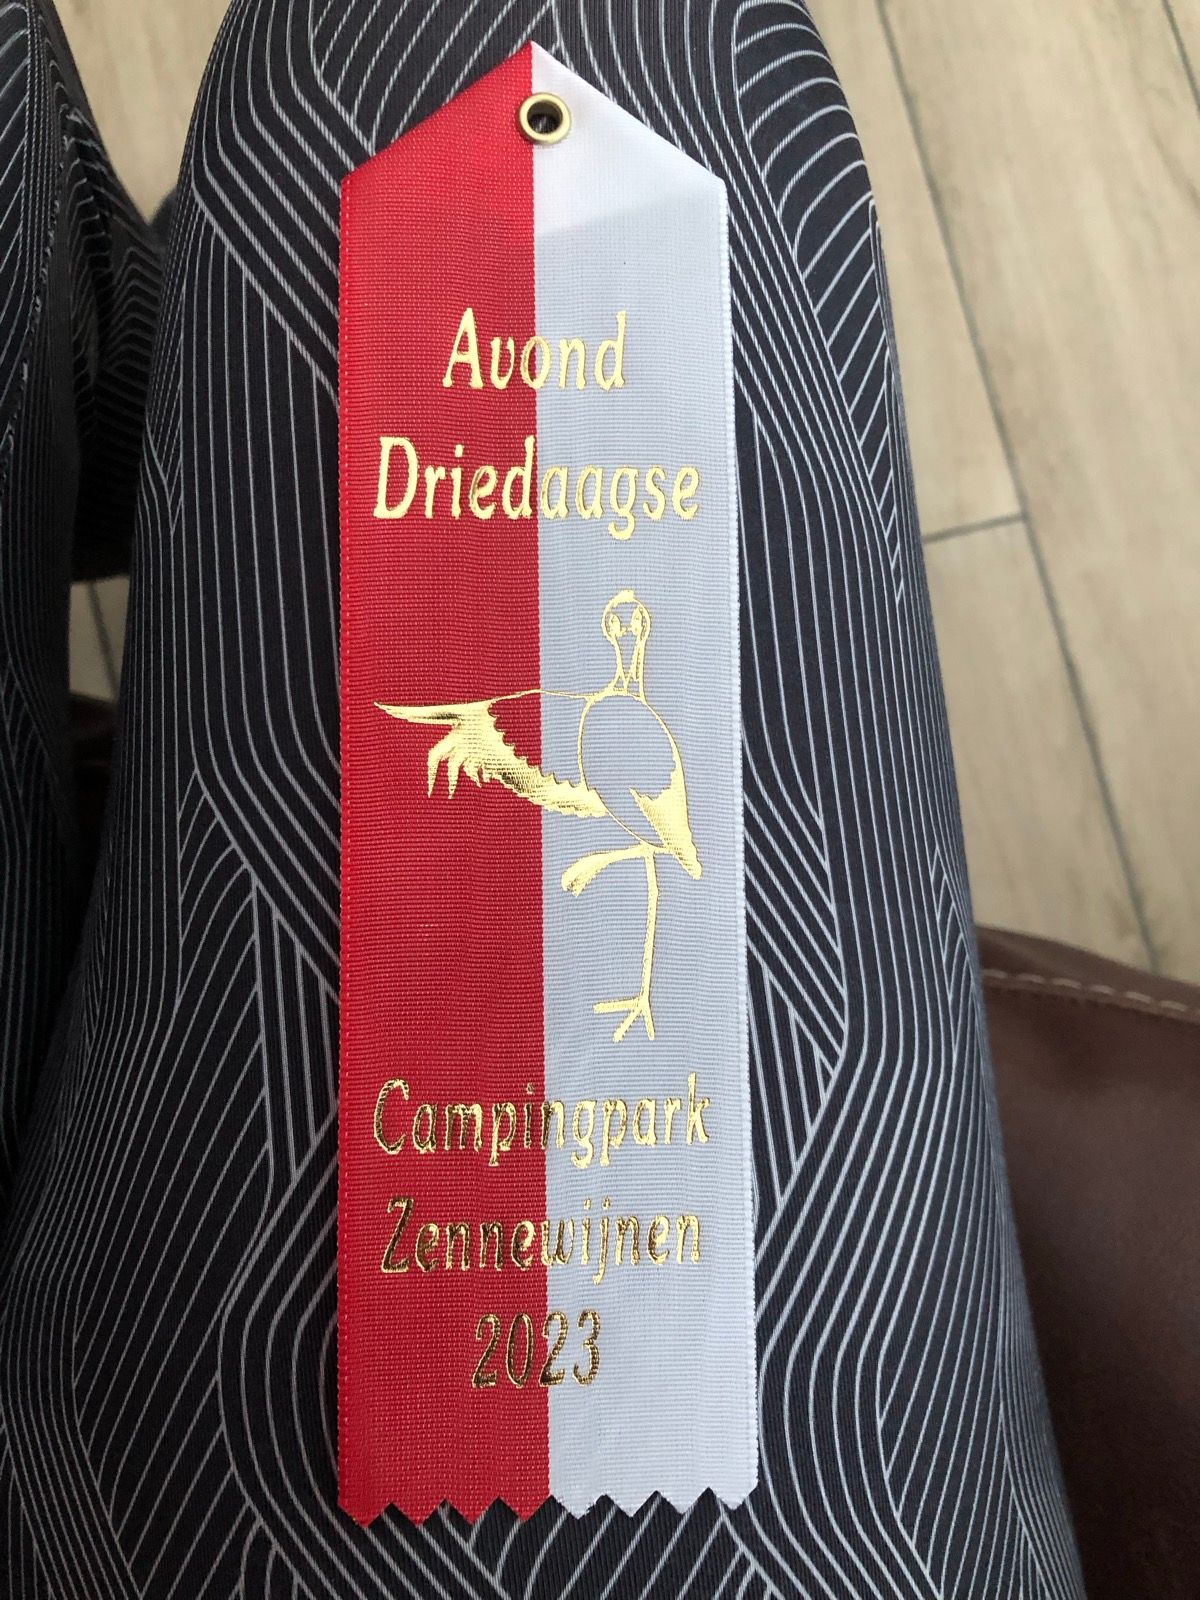 Avond
Driedaagse
Campingpark
Zennewijnen
2023